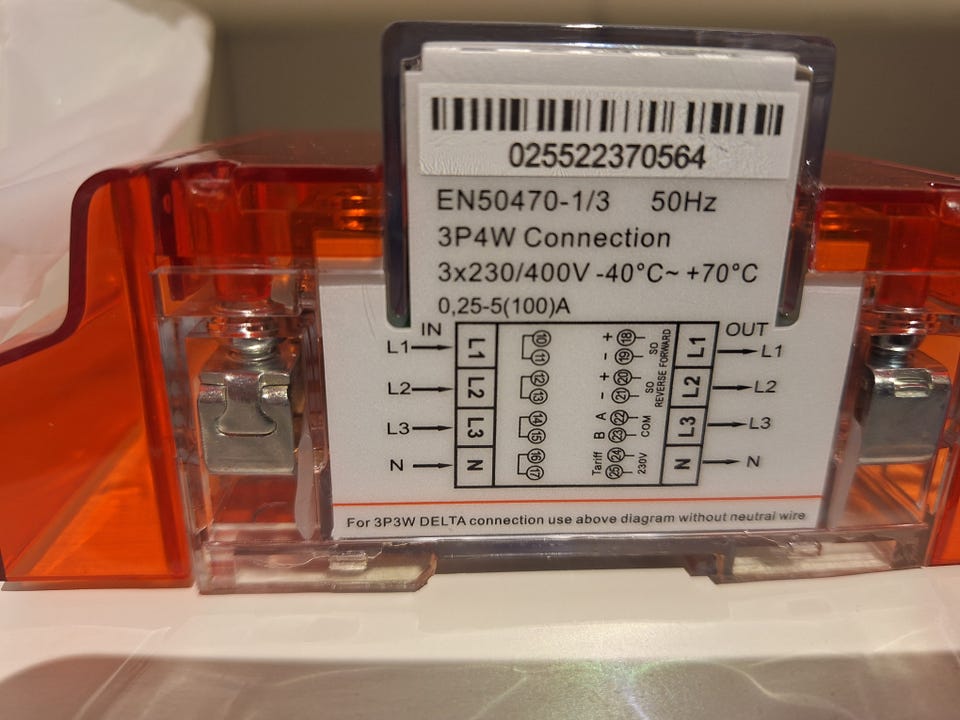 025522370564
EN50470-1/3 50Hz
3P4W Connection
3x230/400V -40°C~ +70°C
0,25-5(100)A
IN OUT
L1 L1 10 + 18 L1 L1
11 - 19 SO FORWARD
L2 L2 12 + 20 L2 L2
13 - 21 SO REVERSE
L3 L3 14 A 22 L3 L3
15 B 23 COM
N N 16 24 N N
17 Tariff 25 230V
For 3P3W DELTA connection use above diagram without neutral wire